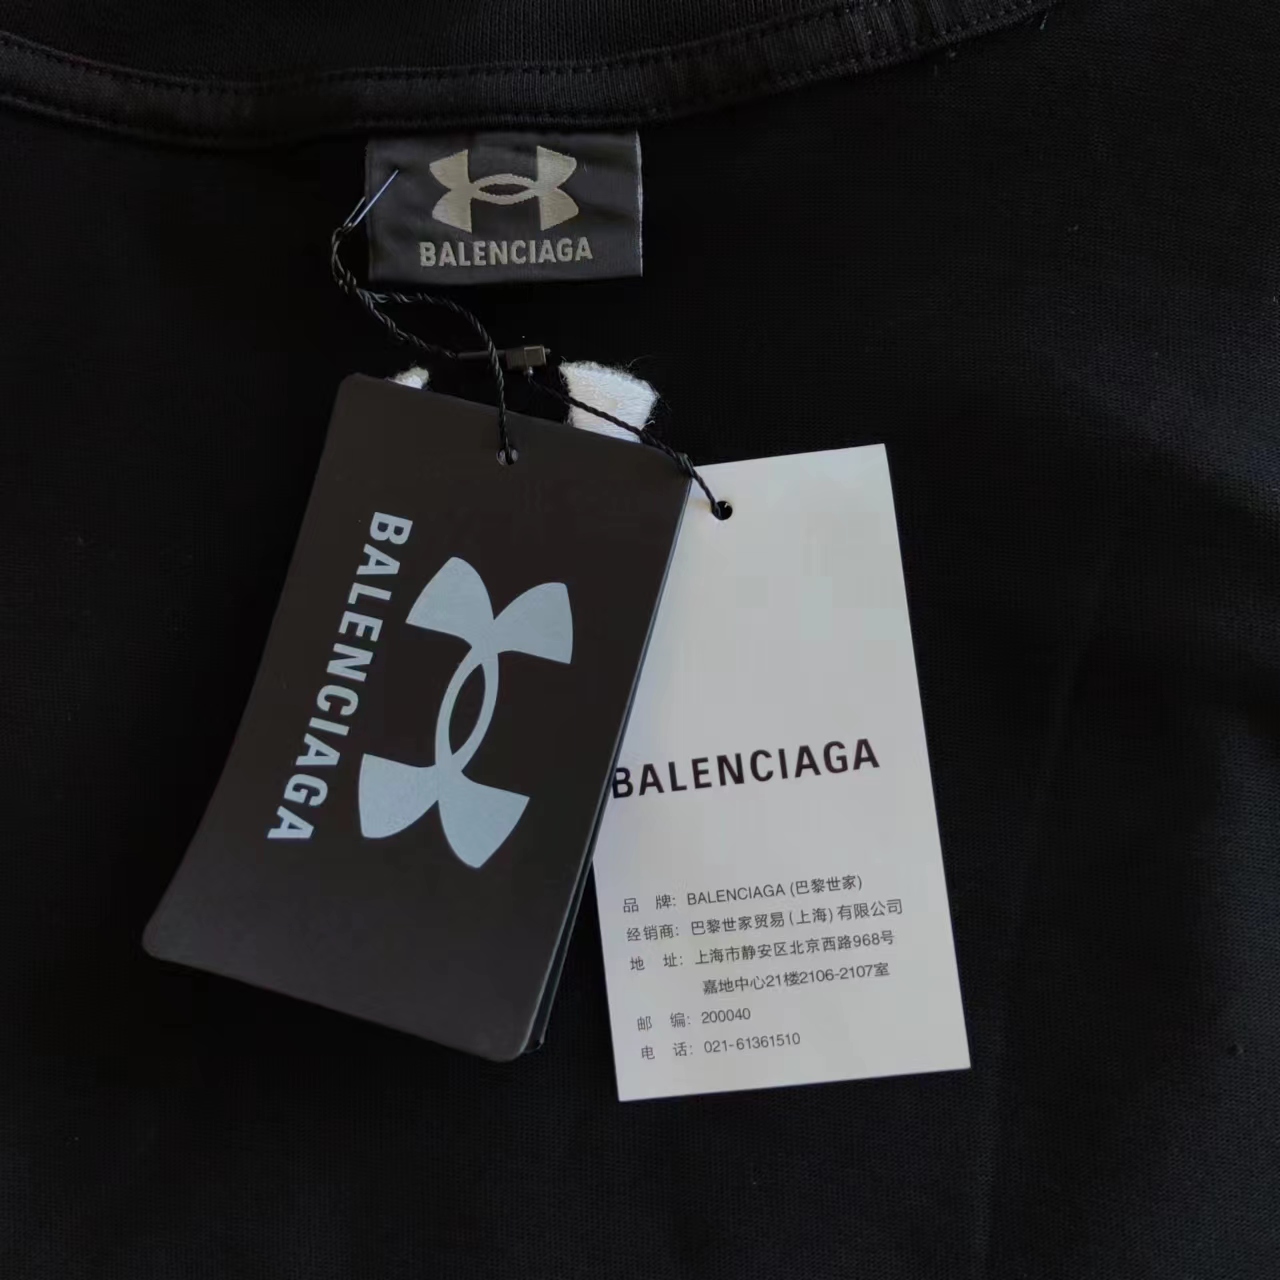 BALENCIAGA
BALENCIAGA
BALENCIAGA
品 牌: BALENCIAGA (巴黎世家)
经销商: 巴黎世家贸易(上海)有限公司
地 址: 上海市静安区北京西路968号
嘉地中心21楼2106-2107室
邮 编: 200040
电 话: 021-61361510